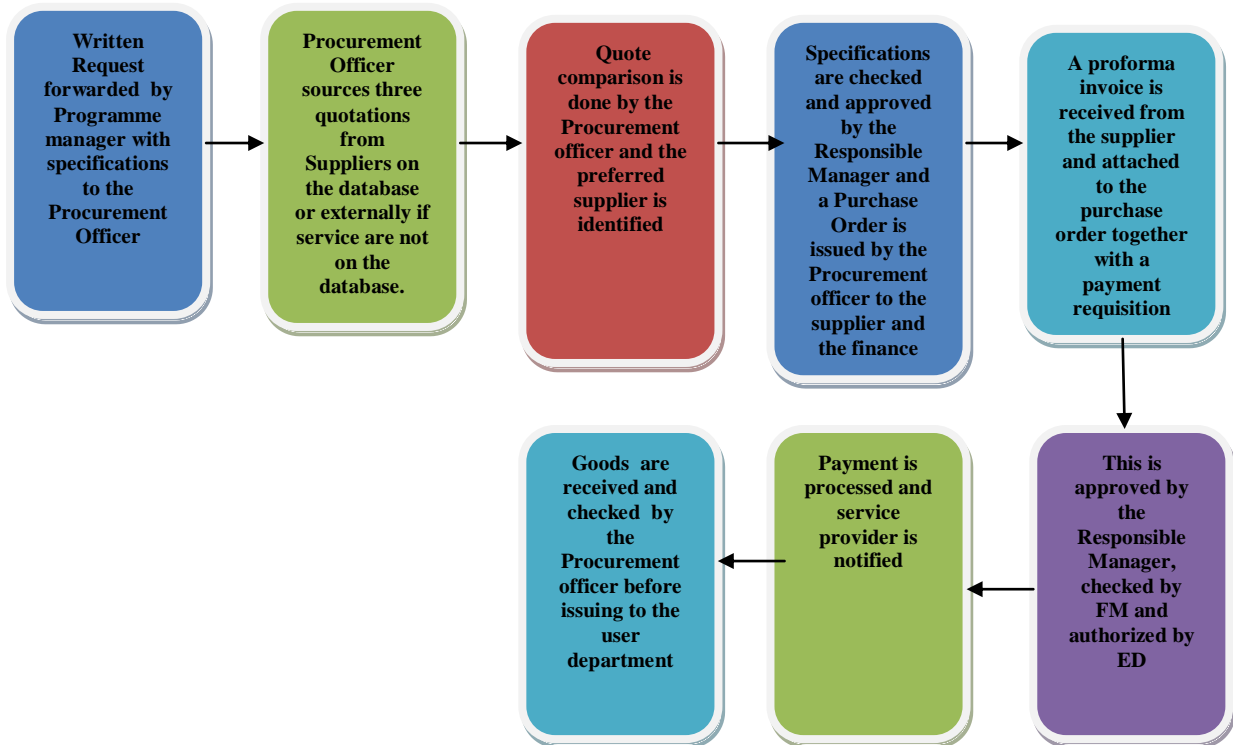 Written
Request
forwarded by
Programme
manager with
specifications
to the
Procurement
Officer
Procurement
Officer
sources three
quotations
from
Suppliers on
the database
or externally if
service are not
on the
database.
Quote
comparison is
done by the
Procurement
officer and the
preferred
supplier is
identified
Specifications
are checked
and approved
by the
Responsible
Manager and
a Purchase
Order is
issued by the
Procurement
officer to the
supplier and
the finance
A proforma
invoice is
received from
the supplier
and attached
to the
purchase
order together
with a
payment
requisition
This is
approved by
the
Responsible
Manager,
checked by
FM and
authorized by
ED
Payment is
processed and
service
provider is
notified
Goods are
received and
checked by
the
Procurement
officer before
issuing to the
user
department